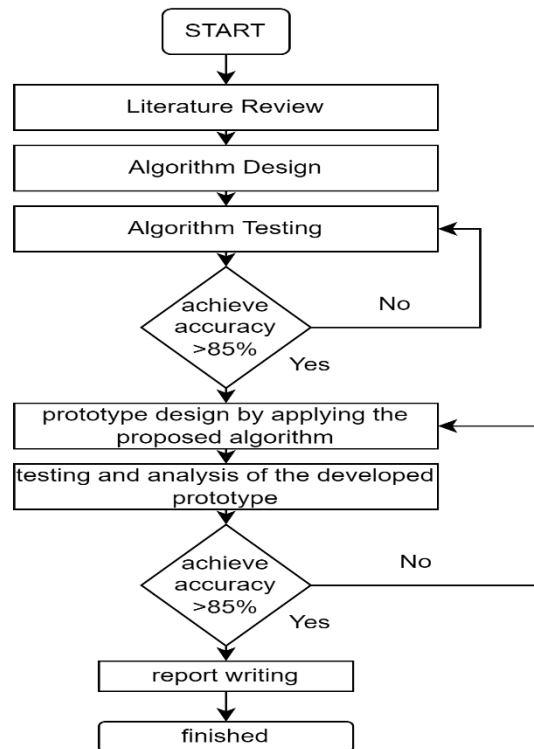 START
Literature Review
Algorithm Design
Algorithm Testing
achieve
accuracy
>85%
No
Yes
prototype design by applying the
proposed algorithm
testing and analysis of the developed
prototype
achieve
accuracy
>85%
No
Yes
report writing
finished